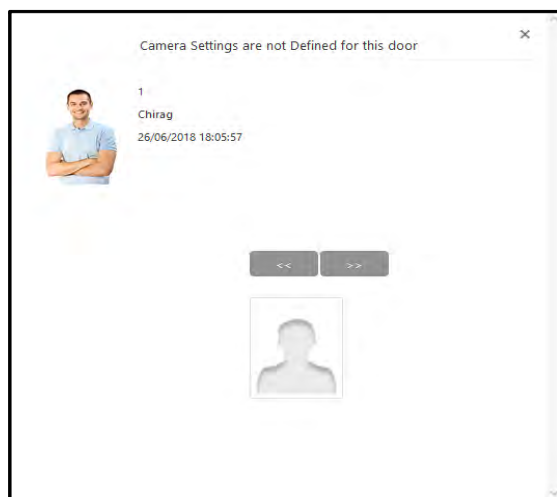 Camera Settings are not Defined for this door
×
1
Chirag
26/06/2018 18:05:57
<< >>